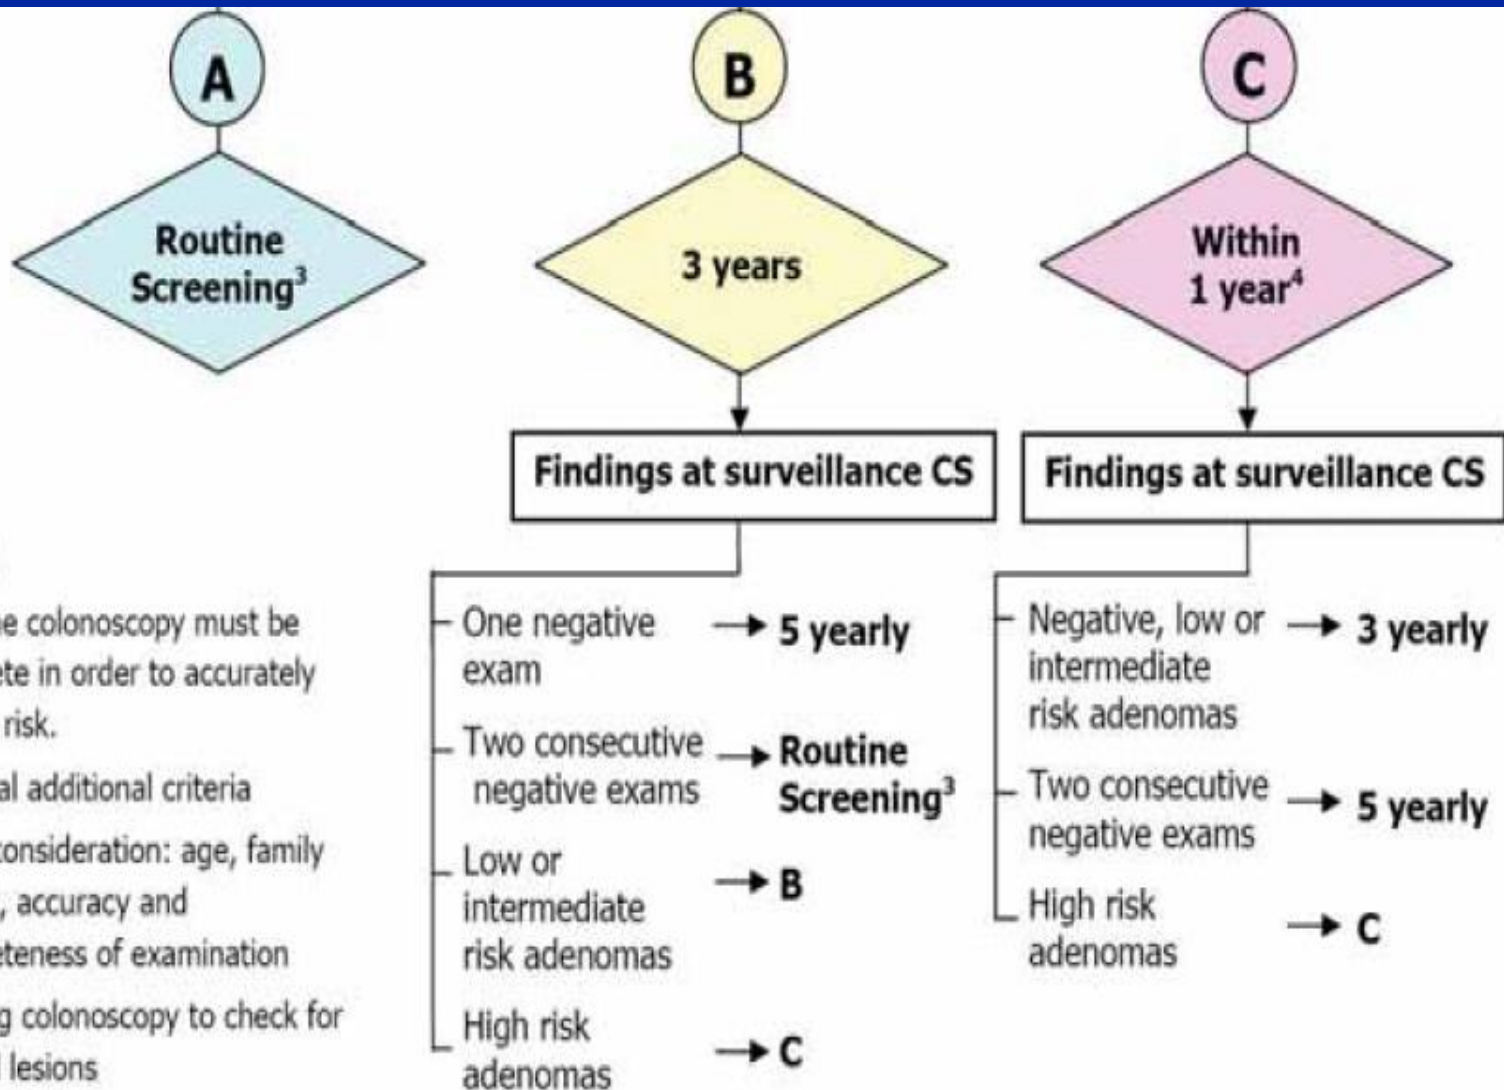 A
Routine
Screening³
B
3 years
Findings at surveillance CS
One negative
exam
→ 5 yearly
Two consecutive
negative exams
→ Routine
Screening³
Low or
intermediate
risk adenomas
→ B
High risk
adenomas
→ C
C
Within
1 year⁴
Findings at surveillance CS
Negative, low or
intermediate
risk adenomas
→ 3 yearly
Two consecutive
negative exams
→ 5 yearly
High risk
adenomas
→ C
colonoscopy must be
in order to accurately
risk.
additional criteria
consideration: age, family
, accuracy and
of examination
colonoscopy to check for
lesions